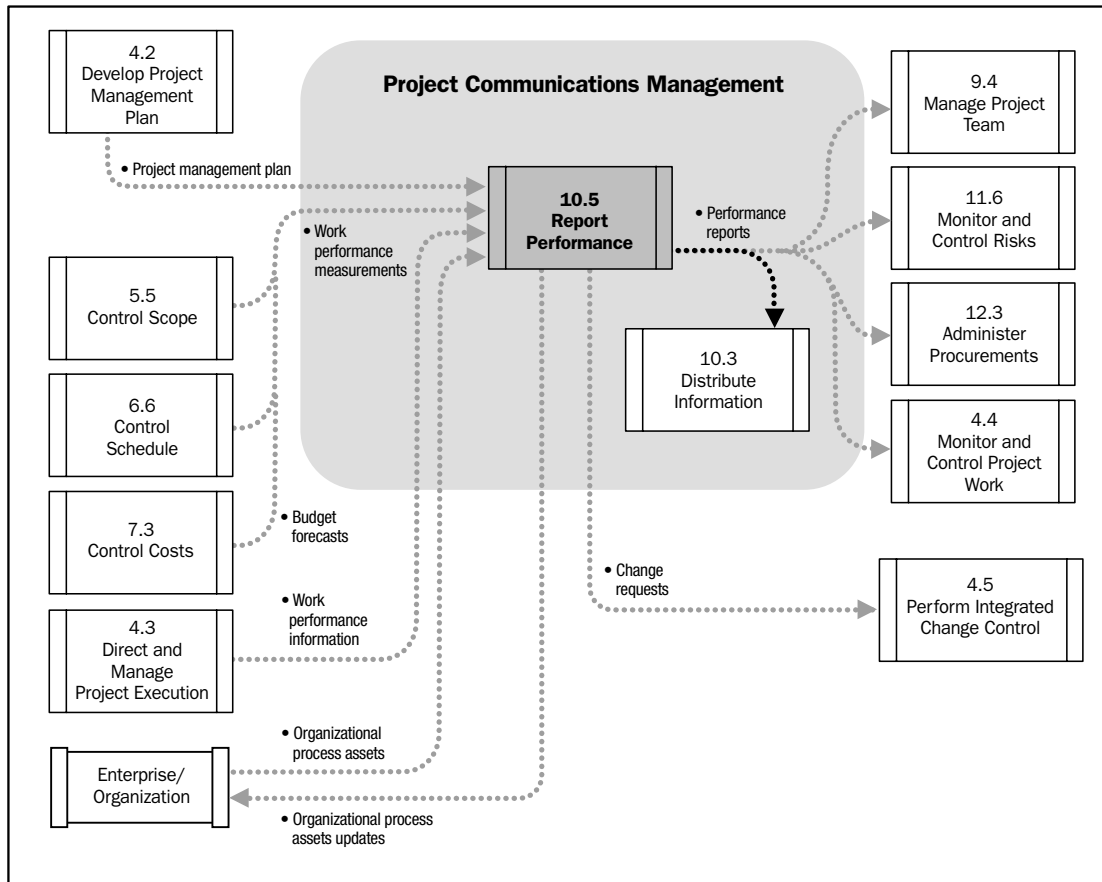 4.2
Develop Project
Management
Plan
Project Communications Management
9.4
Manage Project
Team
• Project management plan
10.5
Report
Performance
• Performance
reports
11.6
Monitor and
Control Risks
• Work
performance
measurements
5.5
Control Scope
12.3
Administer
Procurements
10.3
Distribute
Information
6.6
Control
Schedule
4.4
Monitor and
Control Project
Work
7.3
Control Costs
• Budget
forecasts
• Change
requests
4.5
Perform Integrated
Change Control
• Work
performance
information
4.3
Direct and
Manage
Project Execution
• Organizational
process assets
Enterprise/
Organization
• Organizational process
assets updates